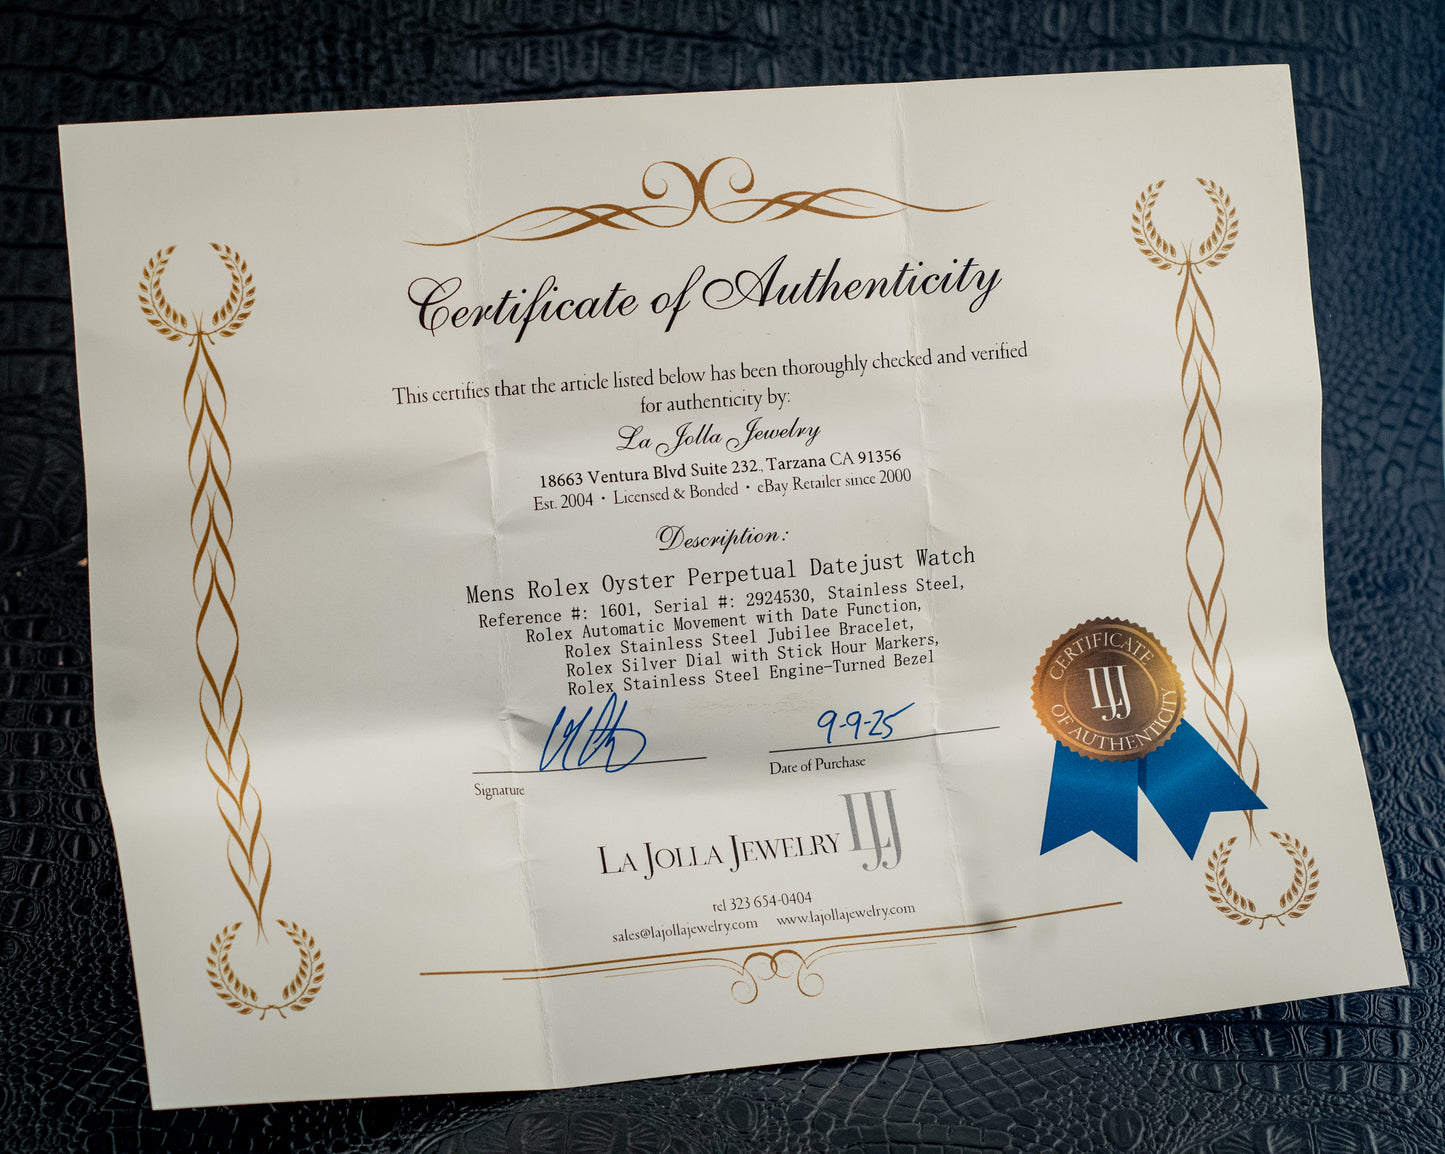 Certificate of Authenticity
This certifies that the article listed below has been thoroughly checked and verified
for authenticity by:
La Jolla Jewelry
18663 Ventura Blvd Suite 232., Tarzana CA 91356
Est. 2004 · Licensed & Bonded · eBay Retailer since 2000
Description:
Mens Rolex Oyster Perpetual Datejust Watch
Reference #: 1601, Serial #: 2924530, Stainless Steel,
Rolex Automatic Movement with Date Function,
Rolex Stainless Steel Jubilee Bracelet,
Rolex Silver Dial with Stick Hour Markers,
Rolex Stainless Steel Engine-Turned Bezel
9-9-25
Signature
Date of Purchase
CERTIFICATE
LJJ
OF AUTHENTICITY
LA JOLLA JEWELRY LJJ
tel 323 654-0404
sales@lajollajewelry.com www.lajollajewelry.com